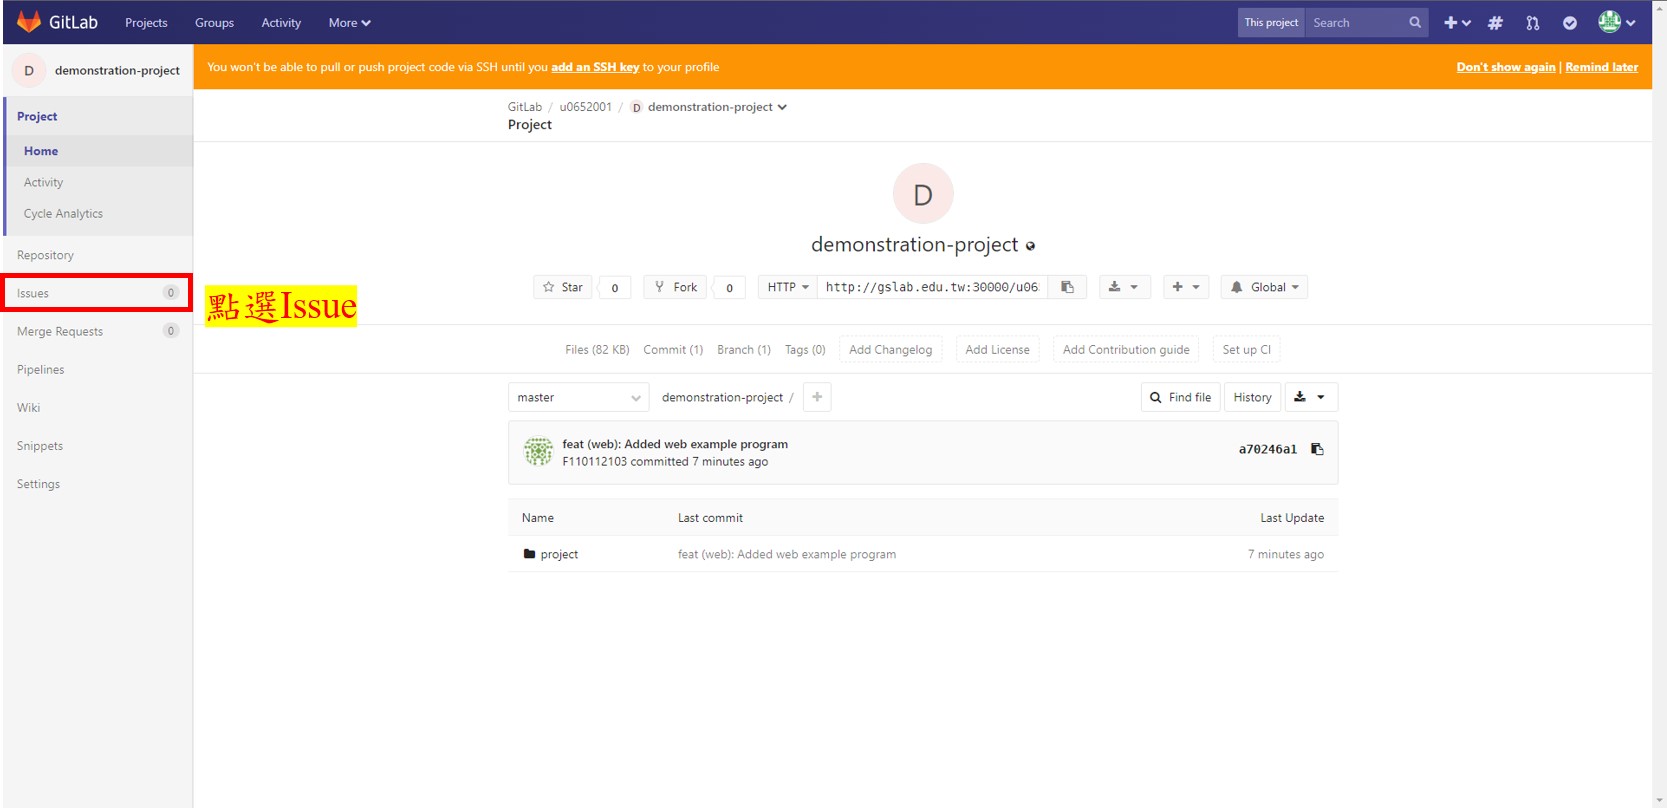 GitLab Projects Groups Activity More This project Search
D demonstration-project
You won't be able to pull or push project code via SSH until you add an SSH key to your profile Don't show again | Remind later
Project
Home
Activity
Cycle Analytics
Repository
Issues 0
Merge Requests 0
Pipelines
Wiki
Snippets
Settings
點選Issue
GitLab / u0652001 / D demonstration-project
Project
D
demonstration-project
Star 0 Fork 0 HTTP http://gslab.edu.tw:30000/u06 Global
Files (82 KB) Commit (1) Branch (1) Tags (0) Add Changelog Add License Add Contribution guide Set up CI
master demonstration-project / + Find file History
feat (web): Added web example program
F110112103 committed 7 minutes ago
a70246a1
Name Last commit Last Update
project feat (web): Added web example program 7 minutes ago